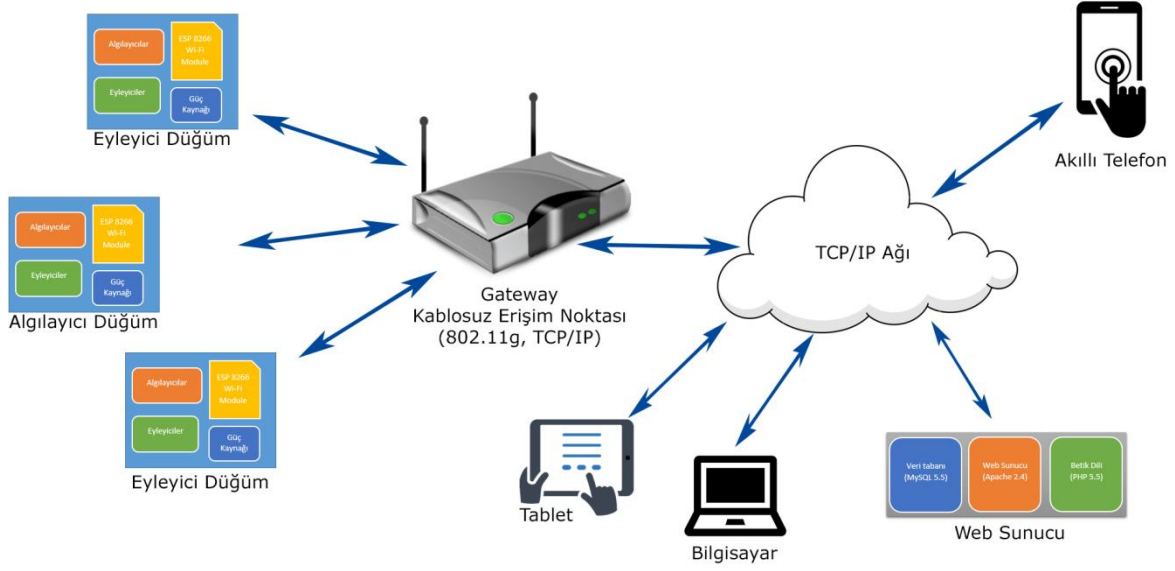 Algılayıcılar
ESP 8266
Wi-Fi
Module
Eyleyiciler
Güç
Kaynağı
Eyleyici Düğüm
Algılayıcılar
ESP 8266
Wi-Fi
Module
Eyleyiciler
Güç
Kaynağı
Algılayıcı Düğüm
Algılayıcılar
ESP 8266
Wi-Fi
Module
Eyleyiciler
Güç
Kaynağı
Eyleyici Düğüm
Gateway
Kablosuz Erişim Noktası
(802.11g, TCP/IP)
TCP/IP Ağı
Akıllı Telefon
Tablet
Bilgisayar
Veri tabanı
(MySQL 5.5)
Web Sunucu
(Apache 2.4)
Betik Dili
(PHP 5.5)
Web Sunucu